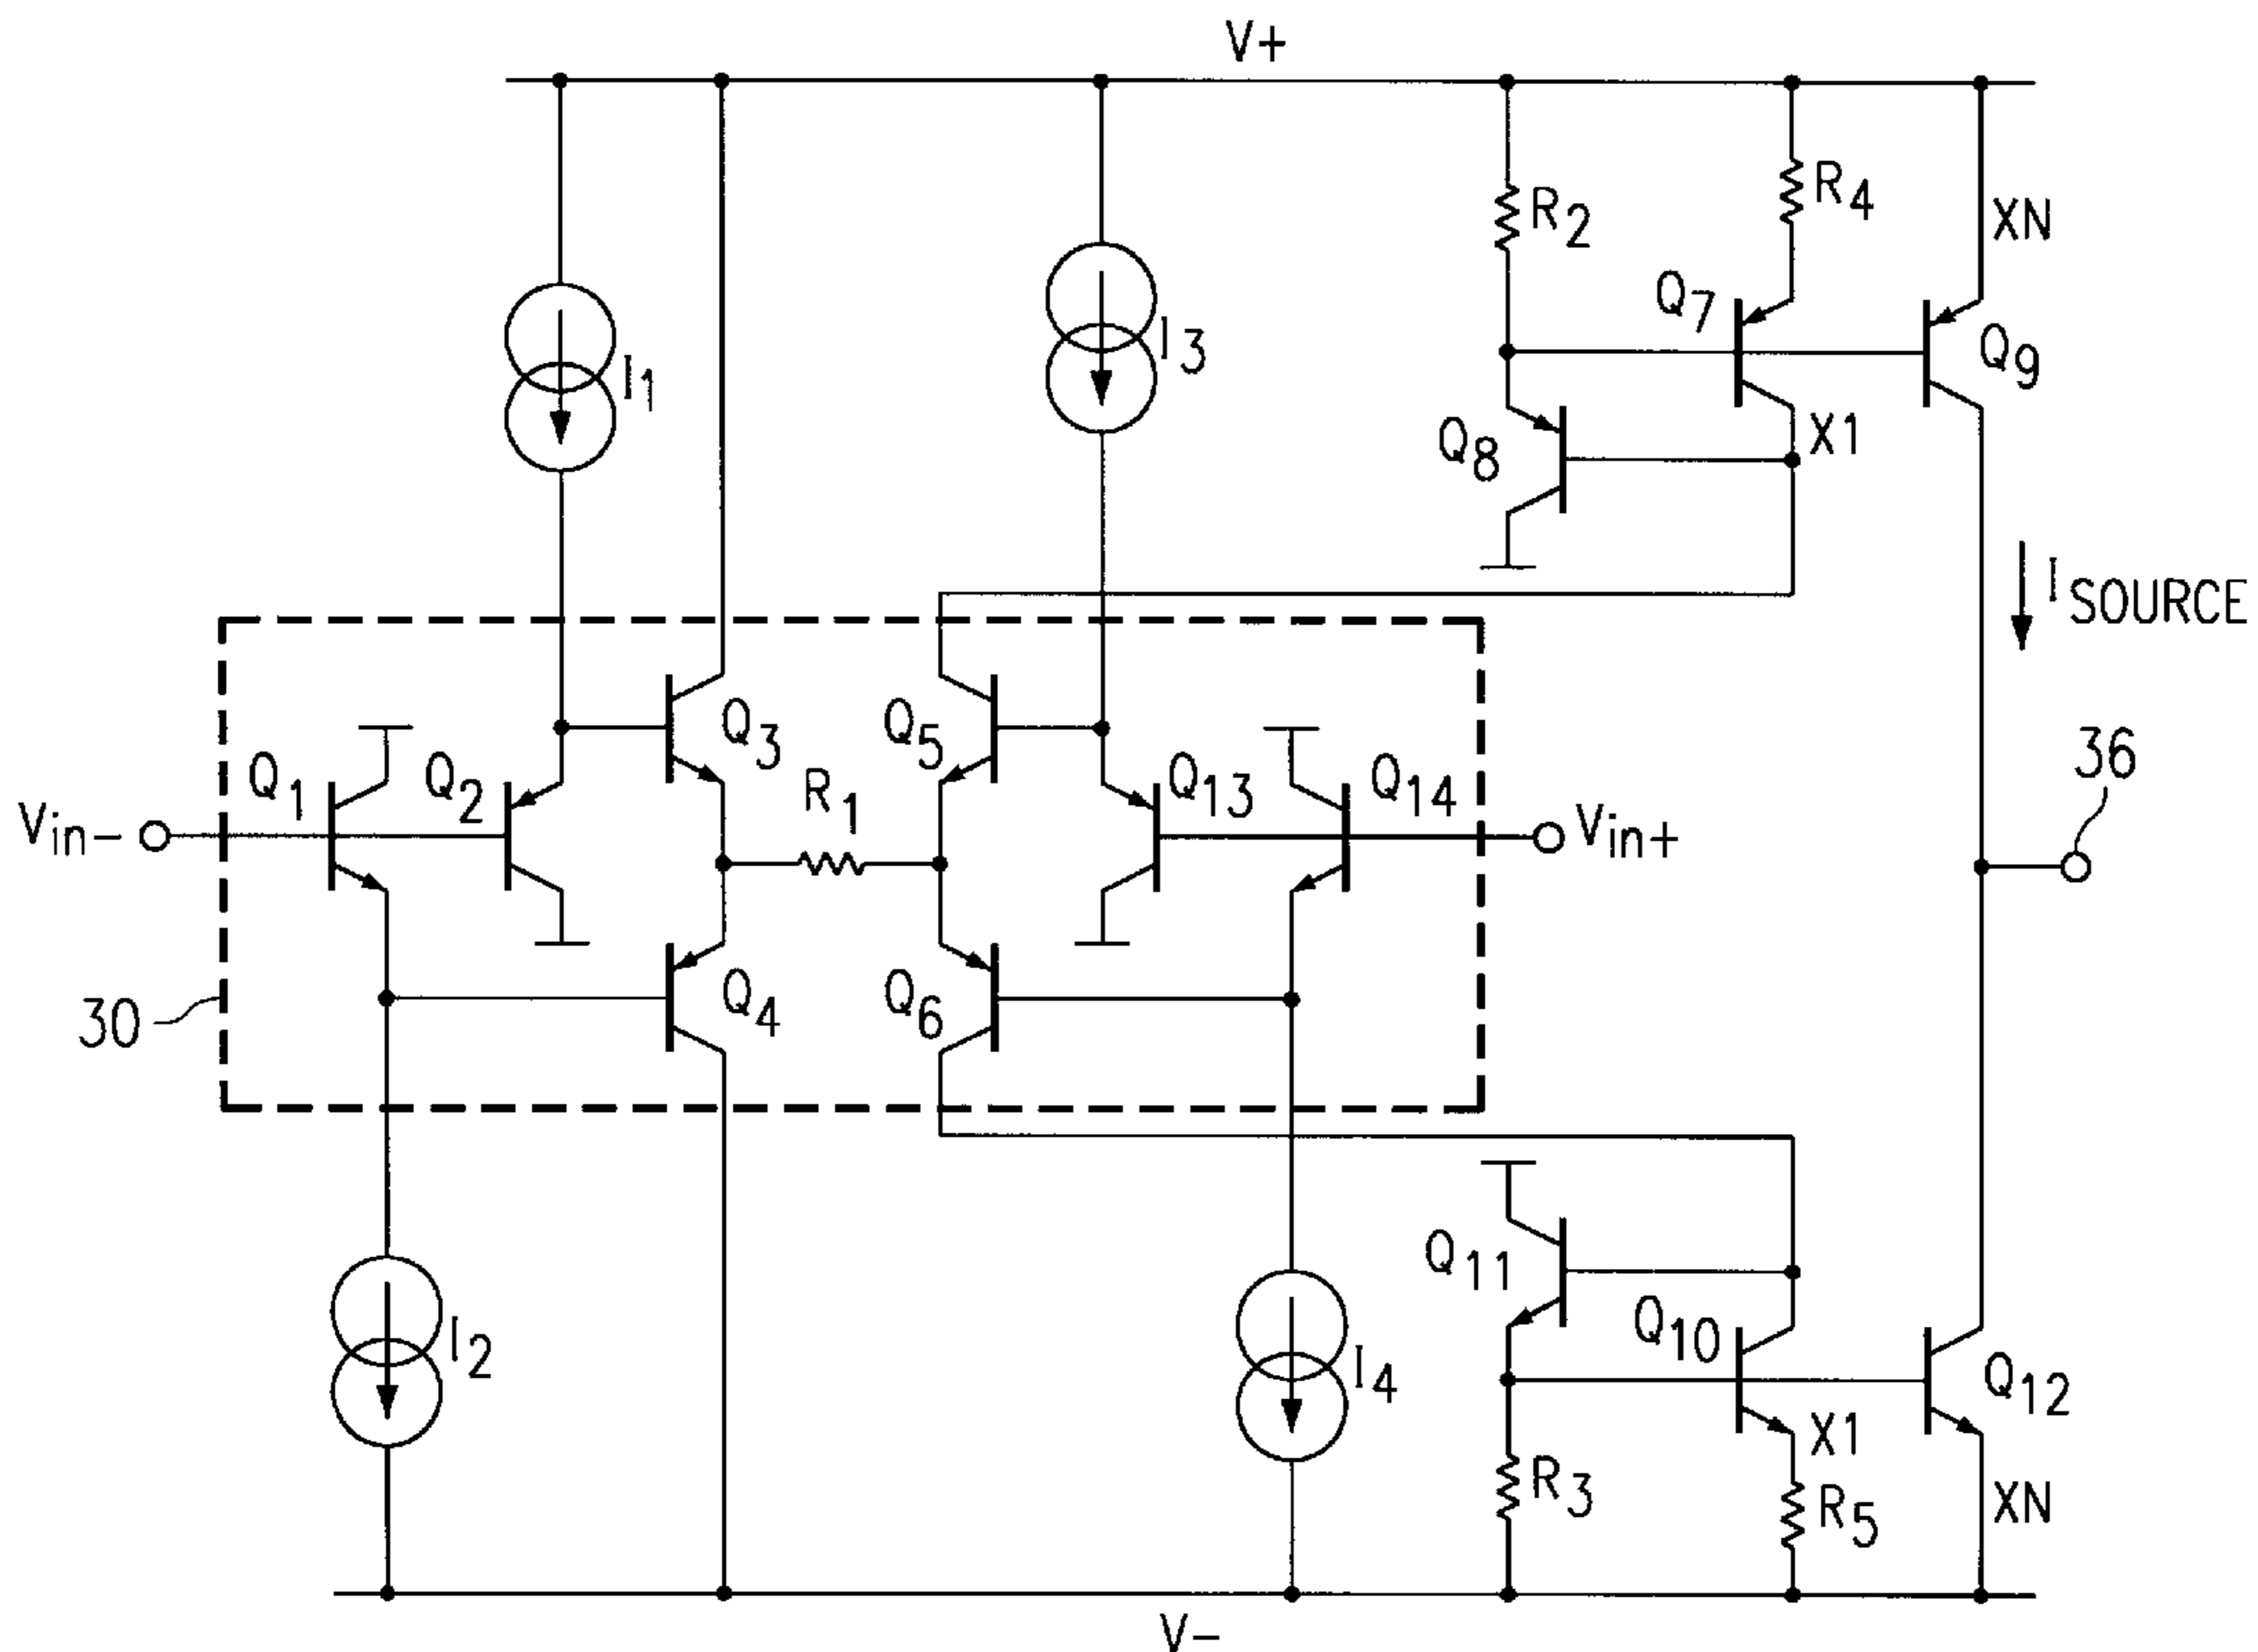 V+
R2
R4
XN
Q7
Q9
I1
I3
Q8
X1
ISOURCE
Q3
Q5
Q1
Q2
R1
Q13
Q14
36
Vin-
Vin+
30
Q4
Q6
Q11
Q10
I2
I4
Q12
X1
R3
R5
XN
V-